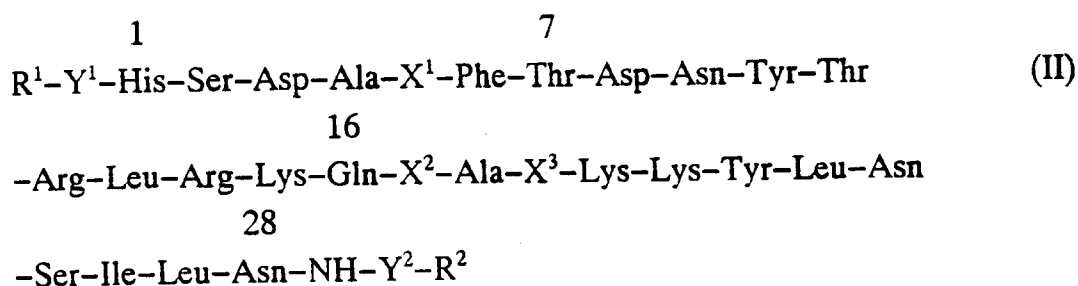 1 7
R¹–Y¹–His–Ser–Asp–Ala–X¹–Phe–Thr–Asp–Asn–Tyr–Thr (II)
16
–Arg–Leu–Arg–Lys–Gln–X²–Ala–X³–Lys–Lys–Tyr–Leu–Asn
28
–Ser–Ile–Leu–Asn–NH–Y²–R²